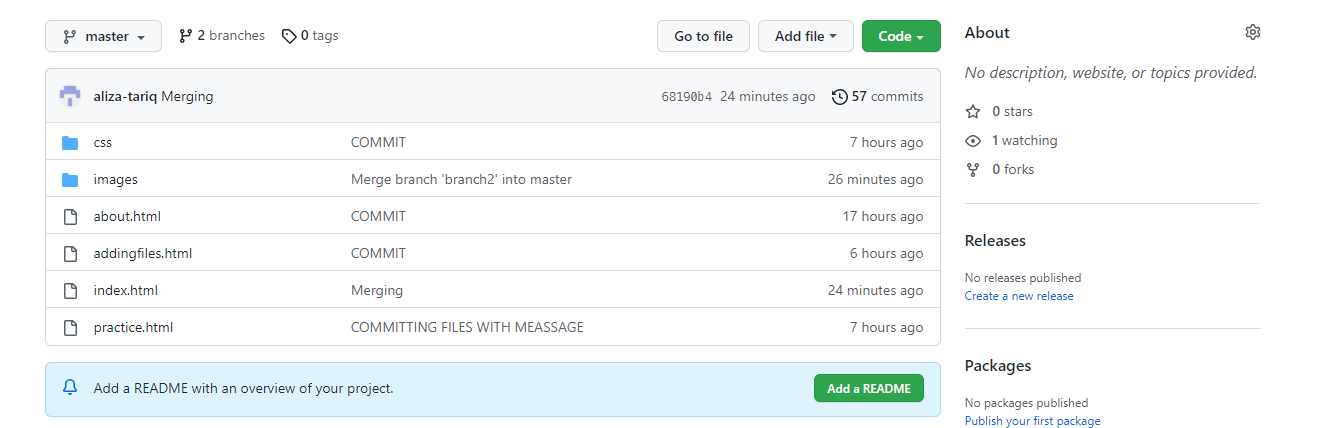 master 2 branches 0 tags Go to file Add file Code
aliza-tariq Merging 68190b4 24 minutes ago 57 commits
css COMMIT 7 hours ago
images Merge branch 'branch2' into master 26 minutes ago
about.html COMMIT 17 hours ago
addingfiles.html COMMIT 6 hours ago
index.html Merging 24 minutes ago
practice.html COMMITTING FILES WITH MEASSAGE 7 hours ago
Add a README with an overview of your project. Add a README
About
No description, website, or topics provided.
0 stars
1 watching
0 forks
Releases
No releases published
Create a new release
Packages
No packages published
Publish your first package